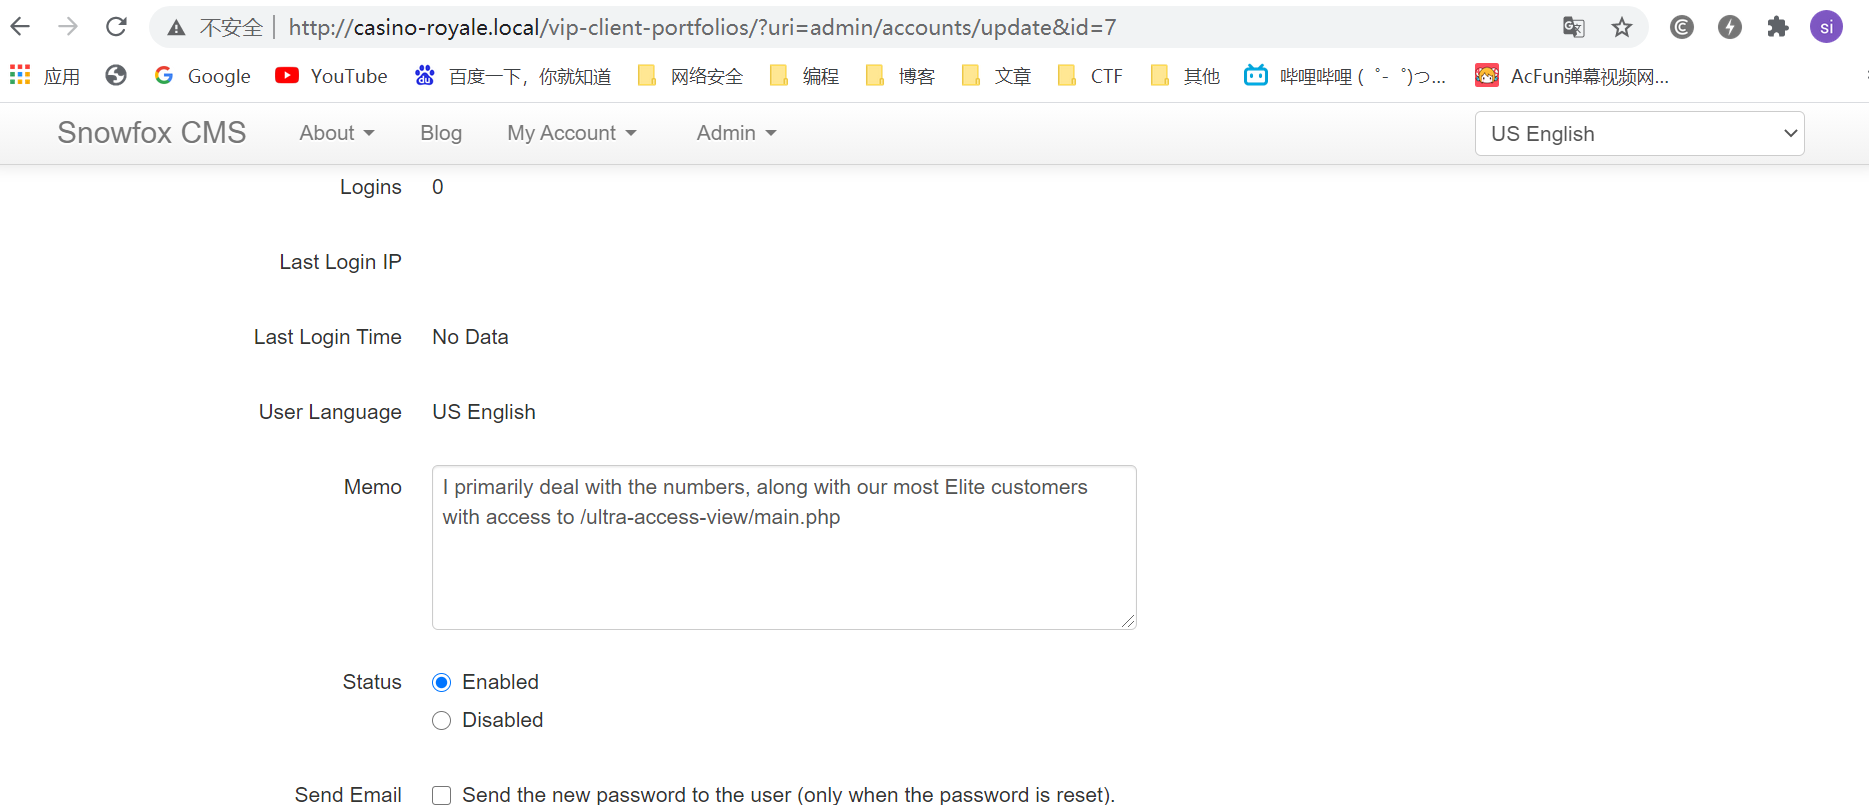 不安全 http://casino-royale.local/vip-client-portfolios/?uri=admin/accounts/update&id=7 si
应用 Google YouTube 百度一下，你就知道 网络安全 编程 博客 文章 CTF 其他 哔哩哔哩 ( ゜- ゜)つ... AcFun弹幕视频网...
Snowfox CMS About Blog My Account Admin US English
Logins 0
Last Login IP
Last Login Time No Data
User Language US English
Memo I primarily deal with the numbers, along with our most Elite customers
with access to /ultra-access-view/main.php
Status Enabled
Disabled
Send Email Send the new password to the user (only when the password is reset).